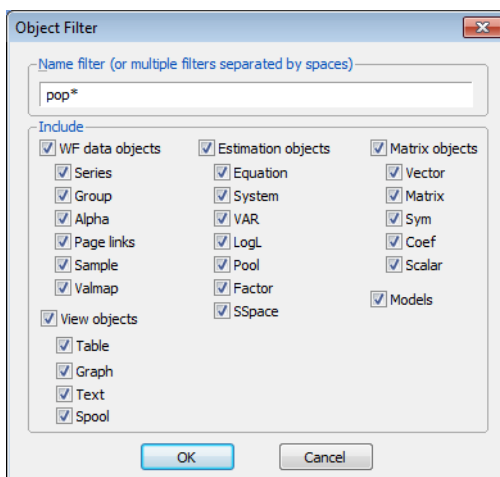 Object Filter
Name filter (or multiple filters separated by spaces)
pop*
Include
WF data objects
Series
Group
Alpha
Page links
Sample
Valmap
View objects
Table
Graph
Text
Spool
Estimation objects
Equation
System
VAR
LogL
Pool
Factor
SSpace
Matrix objects
Vector
Matrix
Sym
Coef
Scalar
Models
OK
Cancel